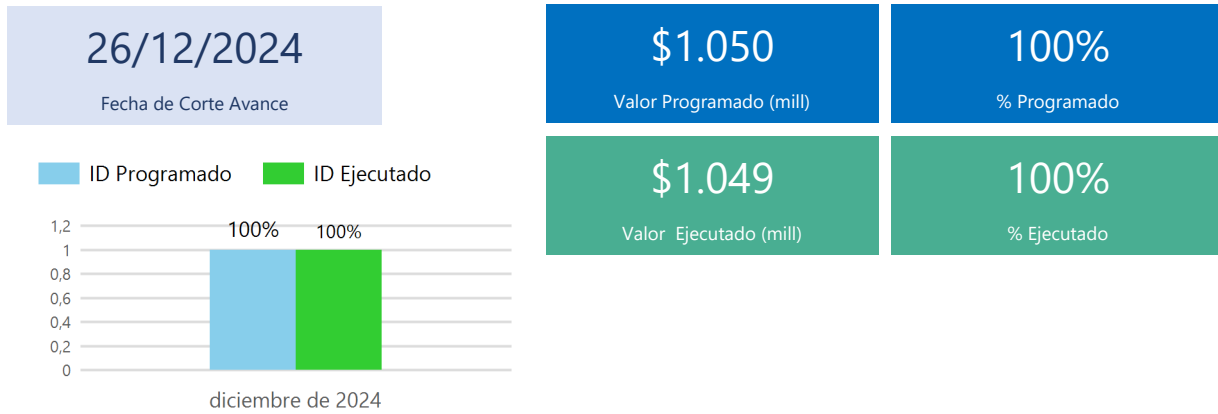 26/12/2024
Fecha de Corte Avance
$1.050
Valor Programado (mill)
100%
% Programado
$1.049
Valor  Ejecutado (mill)
100%
% Ejecutado
ID Programado
ID Ejecutado
1,2
1
0,8
0,6
0,4
0,2
0
100%
100%
diciembre de 2024